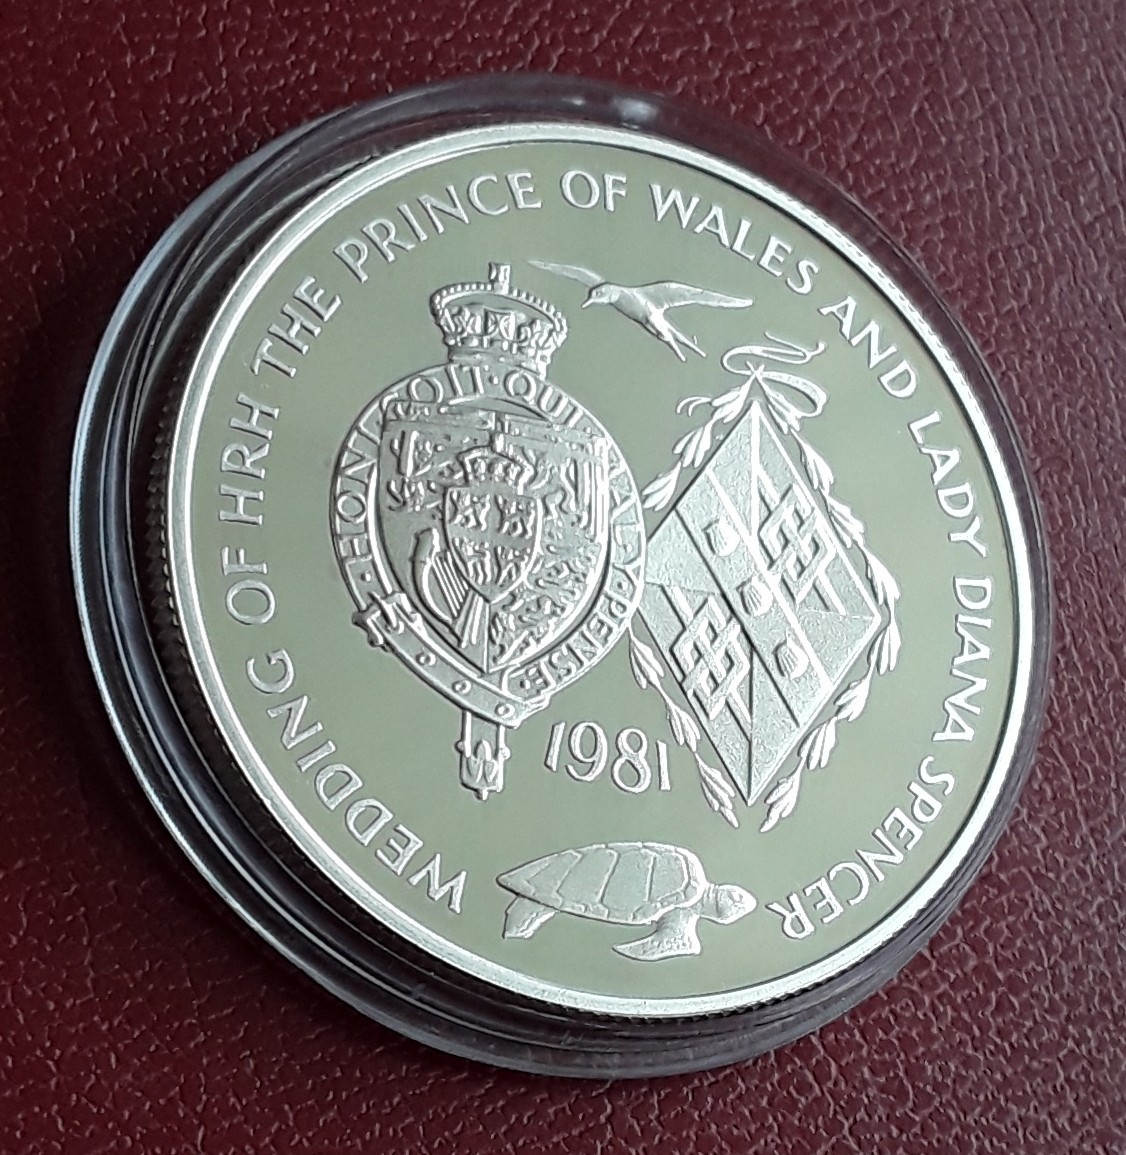 WEDDING OF HRH THE PRINCE OF WALES AND LADY DIANA SPENCER
HONI·SOIT·QUI·MAL·Y·PENSE
1981